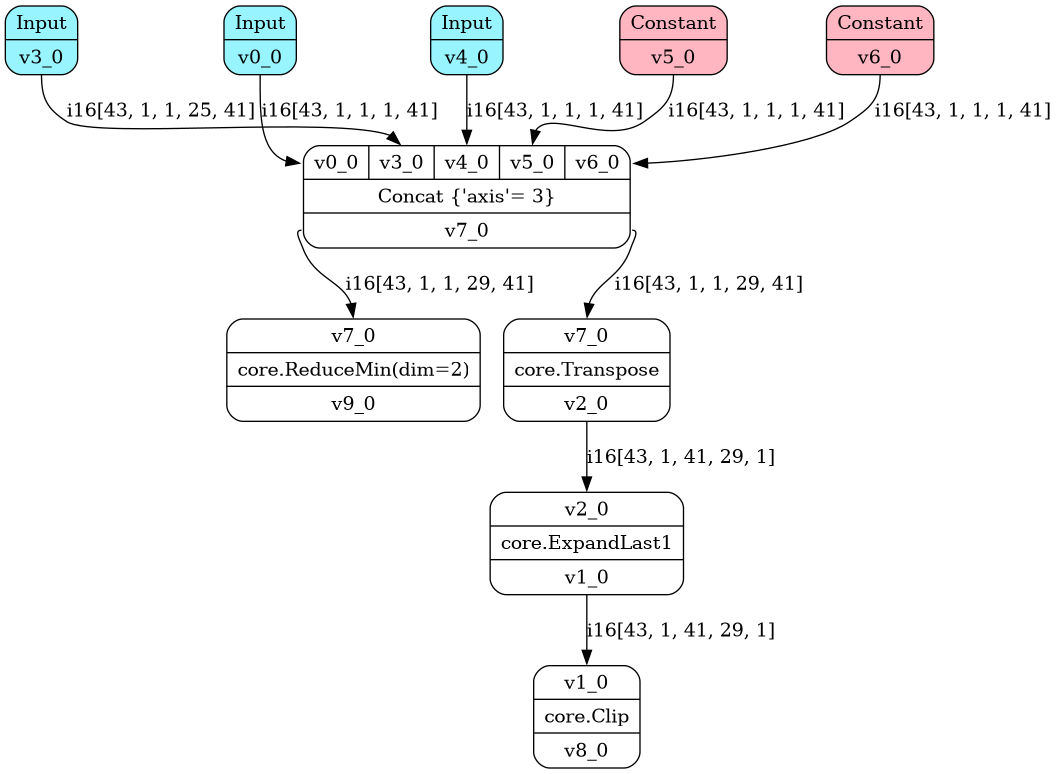 Input
v3_0
Input
v0_0
Input
v4_0
Constant
v5_0
Constant
v6_0
i16[43, 1, 1, 25, 41]
i16[43, 1, 1, 1, 41]
i16[43, 1, 1, 1, 41]
i16[43, 1, 1, 1, 41]
i16[43, 1, 1, 1, 41]
v0_0 v3_0 v4_0 v5_0 v6_0
Concat {'axis'= 3}
v7_0
i16[43, 1, 1, 29, 41]
i16[43, 1, 1, 29, 41]
v7_0
core.ReduceMin(dim=2)
v9_0
v7_0
core.Transpose
v2_0
i16[43, 1, 41, 29, 1]
v2_0
core.ExpandLast1
v1_0
i16[43, 1, 41, 29, 1]
v1_0
core.Clip
v8_0